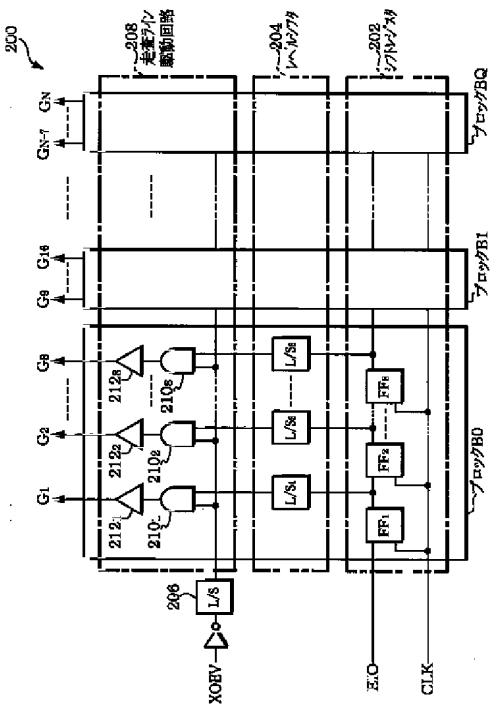 200
G1
G2
G8
G9
G16
GN-7
GN
208
走査ライン
駆動回路
212₁
212₂
212₈
210₁
210₂
210₈
206
L/S
XOEV
204
レベルシフタ
L/S₁
L/S₂
L/S₈
202
シフトレジスタ
FF₁
FF₂
FF₈
EIO
CLK
ブロックB0
ブロックB1
ブロックBQ